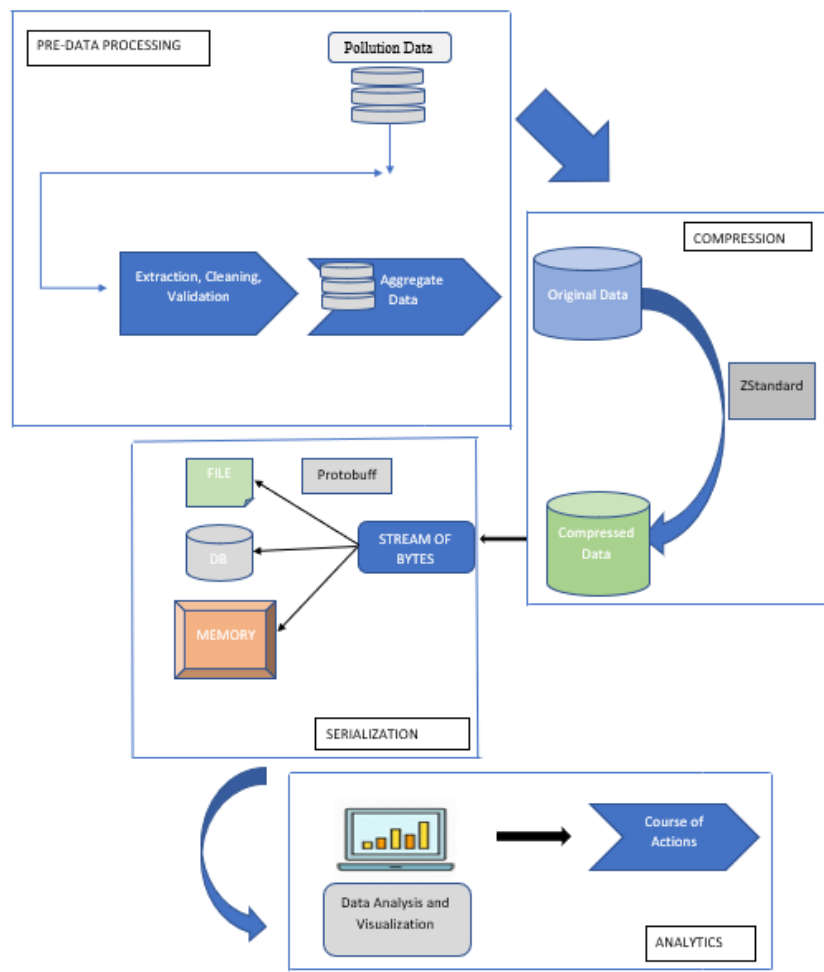 PRE-DATA PROCESSING
Pollution Data
Extraction, Cleaning,
Validation
Aggregate
Data
COMPRESSION
Original Data
ZStandard
Compressed
Data
FILE
Protobuff
DB
STREAM OF
BYTES
MEMORY
SERIALIZATION
Data Analysis and
Visualization
Course of
Actions
ANALYTICS